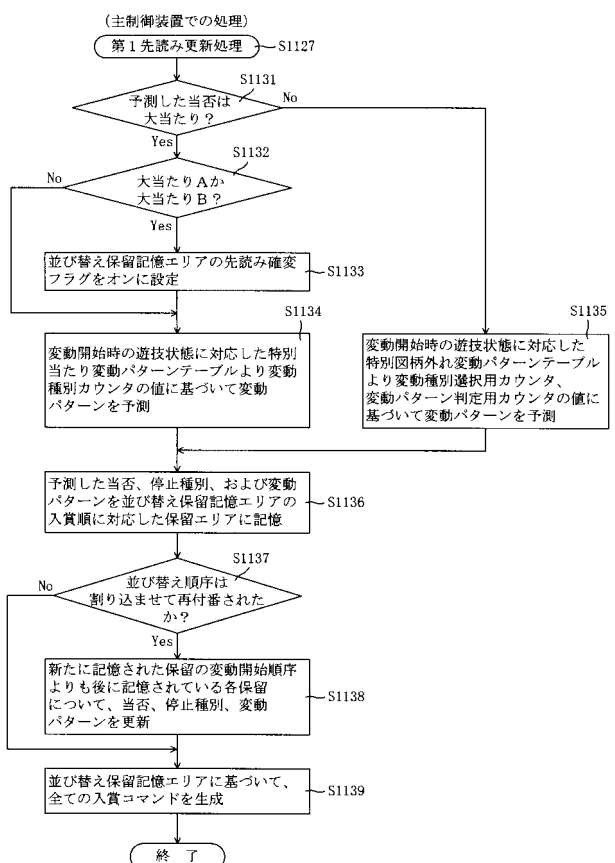 (主制御装置での処理)
第1先読み更新処理
S1127
S1131
予測した当否は
大当たり?
No
Yes
S1132
No
大当たりAか
大当たりB?
Yes
並び替え保留記憶エリアの先読み確変
フラグをオンに設定
S1133
S1134
変動開始時の遊技状態に対応した特別
当たり変動パターンテーブルより変動
種別カウンタの値に基づいて変動
パターンを予測
S1135
変動開始時の遊技状態に対応した
特別図柄外れ変動パターンテーブル
より変動種別選択用カウンタ、
変動パターン判定用カウンタの値に
基づいて変動パターンを予測
予測した当否、停止種別、および変動
パターンを並び替え保留記憶エリアの
入賞順に対応した保留エリアに記憶
S1136
S1137
No
並び替え順序は
割り込ませて再付番された
か?
Yes
新たに記憶された保留の変動開始順序
よりも後に記憶されている各保留
について、当否、停止種別、変動
パターンを更新
S1138
並び替え保留記憶エリアに基づいて、
全ての入賞コマンドを生成
S1139
終 了